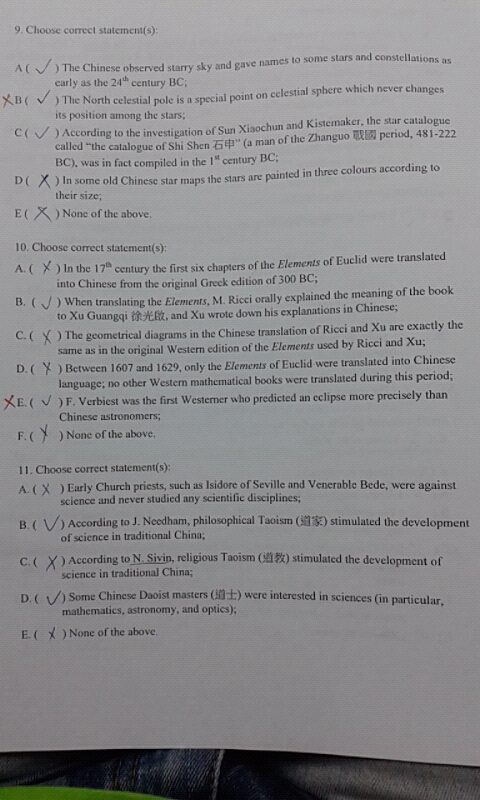 9. Choose correct statement(s):
A ( ✓ ) The Chinese observed starry sky and gave names to some stars and constellations as
early as the 24th century BC;
✗ B ( ✓ ) The North celestial pole is a special point on celestial sphere which never changes
its position among the stars;
C ( ✓ ) According to the investigation of Sun Xiaochun and Kistemaker, the star catalogue
called "the catalogue of Shi Shen 石申" (a man of the Zhanguo 戰國 period, 481-222
BC), was in fact compiled in the 1st century BC;
D ( ✗ ) In some old Chinese star maps the stars are painted in three colours according to
their size;
E ( ✗ ) None of the above.
10. Choose correct statement(s):
A. ( ✗ ) In the 17th century the first six chapters of the Elements of Euclid were translated
into Chinese from the original Greek edition of 300 BC;
B. ( ✓ ) When translating the Elements, M. Ricci orally explained the meaning of the book
to Xu Guangqi 徐光啟, and Xu wrote down his explanations in Chinese;
C. ( ✗ ) The geometrical diagrams in the Chinese translation of Ricci and Xu are exactly the
same as in the original Western edition of the Elements used by Ricci and Xu;
D. ( ✗ ) Between 1607 and 1629, only the Elements of Euclid were translated into Chinese
language; no other Western mathematical books were translated during this period;
✗ E. ( ✓ ) F. Verbiest was the first Westerner who predicted an eclipse more precisely than
Chinese astronomers;
F. ( ✗ ) None of the above.
11. Choose correct statement(s):
A. ( ✗ ) Early Church priests, such as Isidore of Seville and Venerable Bede, were against
science and never studied any scientific disciplines;
B. ( ✓ ) According to J. Needham, philosophical Taoism (道家) stimulated the development
of science in traditional China;
C. ( ✗ ) According to N. Sivin, religious Taoism (道教) stimulated the development of
science in traditional China;
D. ( ✓ ) Some Chinese Daoist masters (道士) were interested in sciences (in particular,
mathematics, astronomy, and optics);
E. ( ✗ ) None of the above.